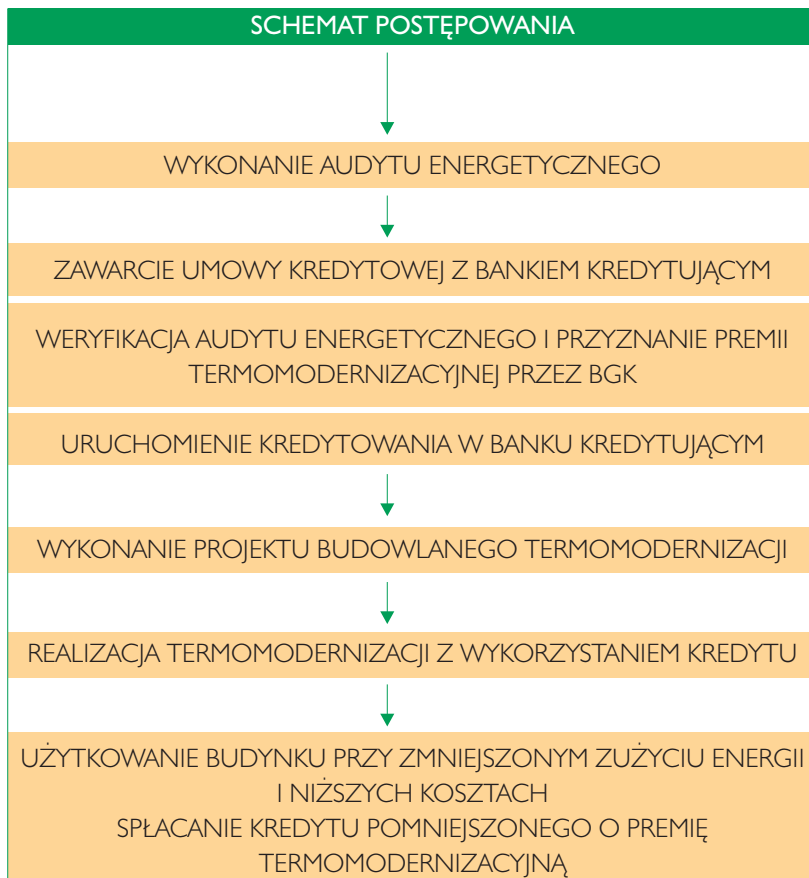 SCHEMAT POSTĘPOWANIA
WYKONANIE AUDYTU ENERGETYCZNEGO
ZAWARCIE UMOWY KREDYTOWEJ Z BANKIEM KREDYTUJĄCYM
WERYFIKACJA AUDYTU ENERGETYCZNEGO I PRZYZNANIE PREMII
TERMOMODERNIZACYJNEJ PRZEZ BGK
URUCHOMIENIE KREDYTOWANIA W BANKU KREDYTUJĄCYM
WYKONANIE PROJEKTU BUDOWLANEGO TERMOMODERNIZACJI
REALIZACJA TERMOMODERNIZACJI Z WYKORZYSTANIEM KREDYTU
UŻYTKOWANIE BUDYNKU PRZY ZMNIEJSZONYM ZUŻYCIU ENERGII
I NIŻSZYCH KOSZTACH
SPŁACANIE KREDYTU POMNIEJSZONEGO O PREMIĘ
TERMOMODERNIZACYJNĄ